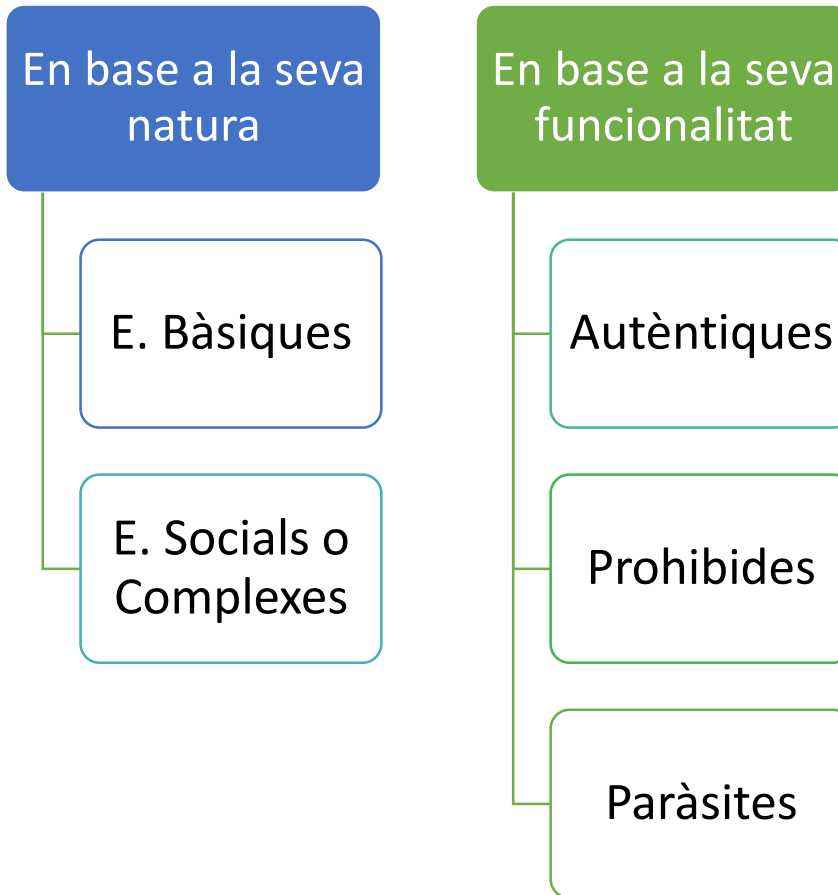 En base a la seva
natura
E. Bàsiques
E. Socials o
Complexes
En base a la seva
funcionalitat
Autèntiques
Prohibides
Paràsites